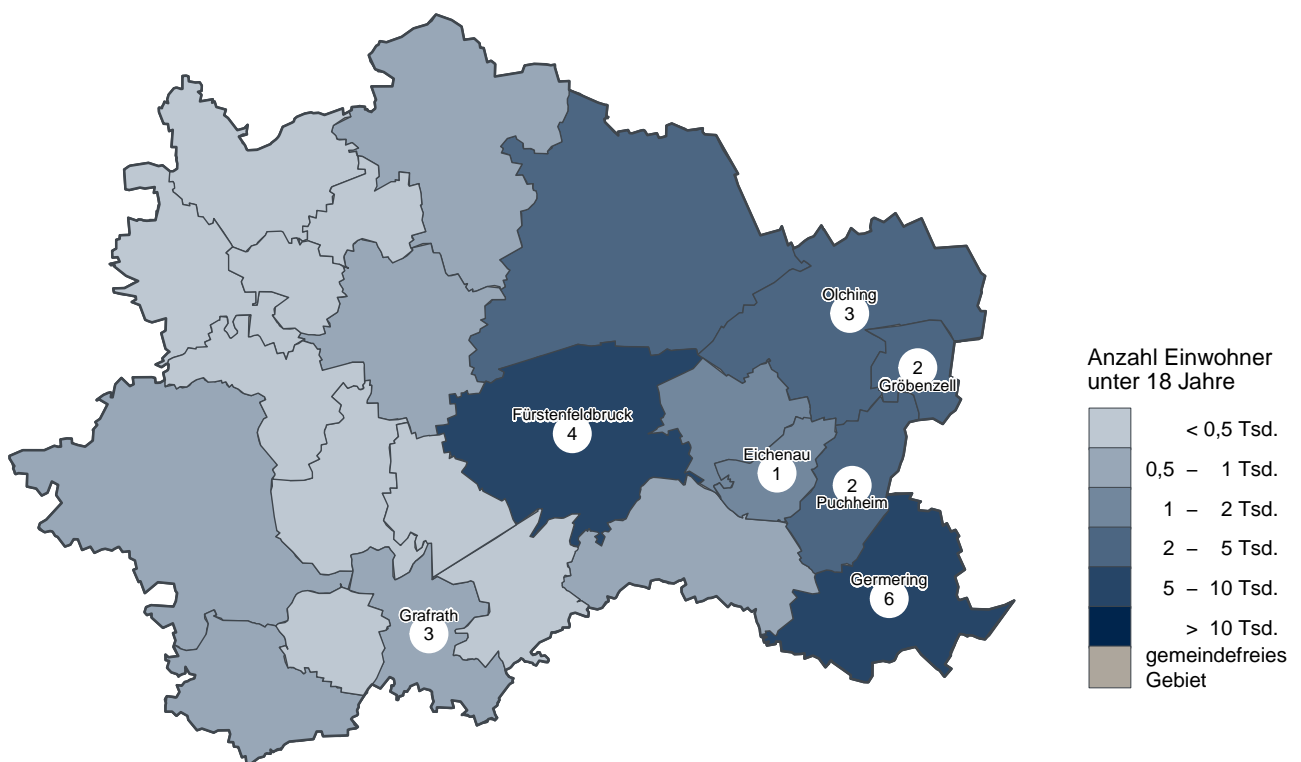 Olching
3
2
Gröbenzell
Fürstenfeldbruck
4
Eichenau
1
2
Puchheim
Germering
6
Grafrath
3
Anzahl Einwohner
unter 18 Jahre
< 0,5 Tsd.
0,5 – 1 Tsd.
1 – 2 Tsd.
2 – 5 Tsd.
5 – 10 Tsd.
> 10 Tsd.
gemeindefreies
Gebiet